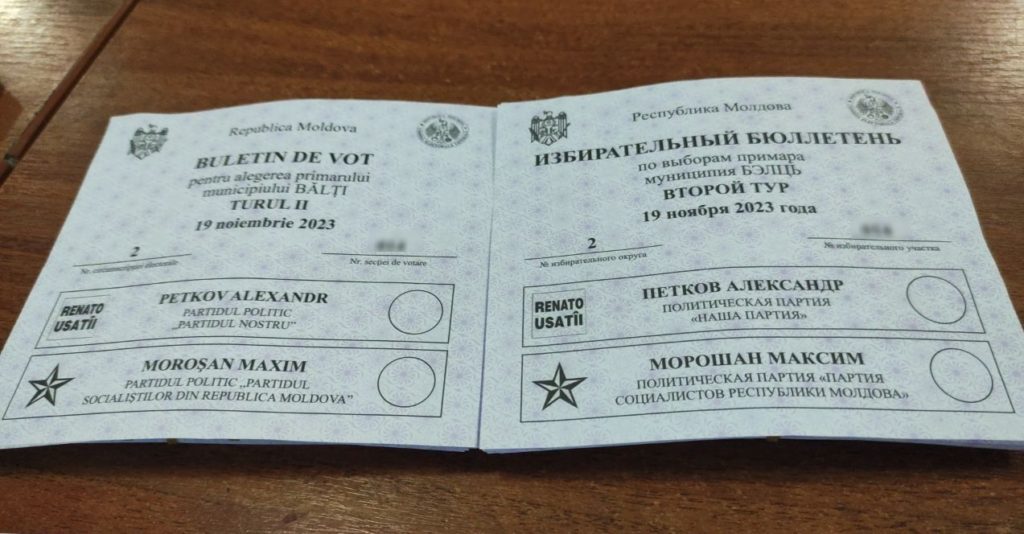 Republica Moldova
BULETIN DE VOT
pentru alegerea primarului
municipiului BĂLȚI
TURUL II
19 noiembrie 2023
2
Nr. circumscripției electorale
Nr. secției de votare
RENATO
USATÎI
PETKOV ALEXANDR
PARTIDUL POLITIC
„PARTIDUL NOSTRU”
MOROȘAN MAXIM
PARTIDUL POLITIC „PARTIDUL
SOCIALIȘTILOR DIN REPUBLICA MOLDOVA”
Республика Молдова
ИЗБИРАТЕЛЬНЫЙ БЮЛЛЕТЕНЬ
по выборам примара
муниципия БЭЛЦЬ
ВТОРОЙ ТУР
19 ноября 2023 года
2
№ избирательного округа
№ избирательного участка
RENATO
USATÎI
ПЕТКОВ АЛЕКСАНДР
ПОЛИТИЧЕСКАЯ ПАРТИЯ
«НАША ПАРТИЯ»
МОРОШАН МАКСИМ
ПОЛИТИЧЕСКАЯ ПАРТИЯ «ПАРТИЯ
СОЦИАЛИСТОВ РЕСПУБЛИКИ МОЛДОВА»